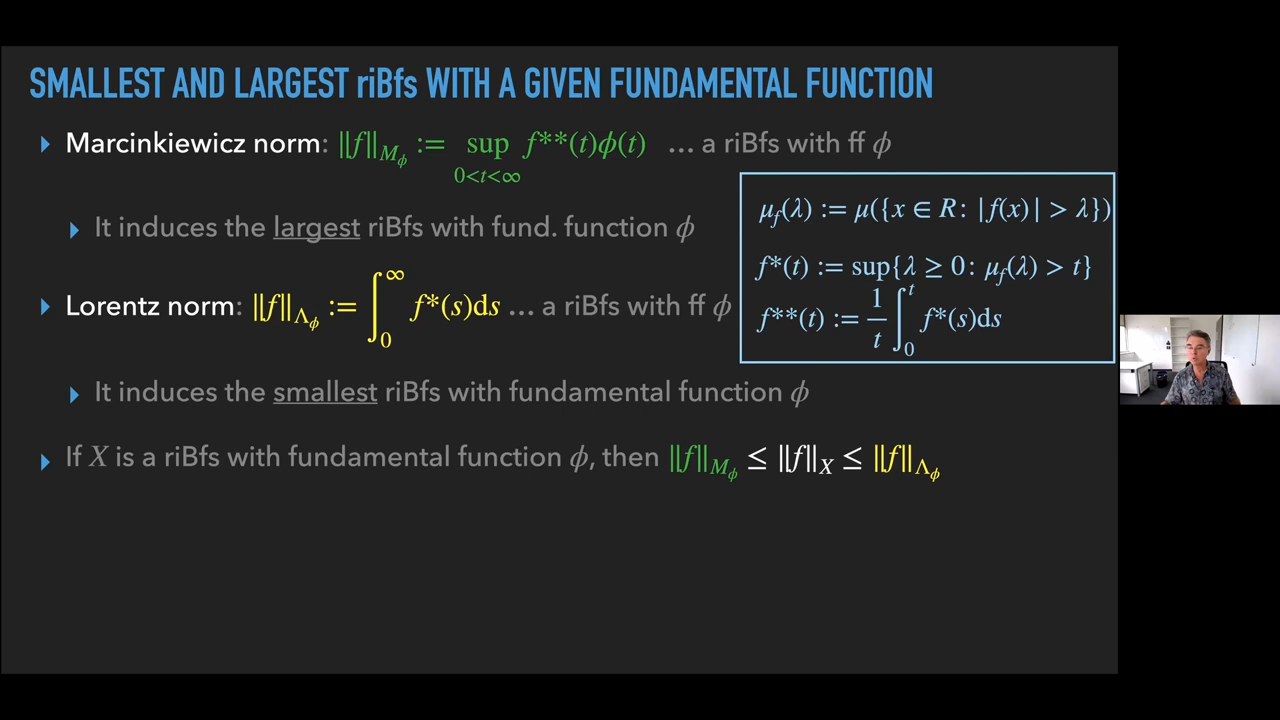 SMALLEST AND LARGEST riBfs WITH A GIVEN FUNDAMENTAL FUNCTION
Marcinkiewicz norm: ‖f‖_{M_ϕ} := sup_{0<t<∞} f**(t)ϕ(t) … a riBfs with ff ϕ
It induces the largest riBfs with fund. function ϕ
Lorentz norm: ‖f‖_{Λ_ϕ} := ∫_0^∞ f*(s)ds … a riBfs with ff ϕ
It induces the smallest riBfs with fundamental function ϕ
If X is a riBfs with fundamental function ϕ, then ‖f‖_{M_ϕ} ≤ ‖f‖_X ≤ ‖f‖_{Λ_ϕ}
μ_f(λ) := μ({x ∈ R: |f(x)| > λ})
f*(t) := sup{λ ≥ 0: μ_f(λ) > t}
f**(t) := 1/t ∫_0^t f*(s)ds